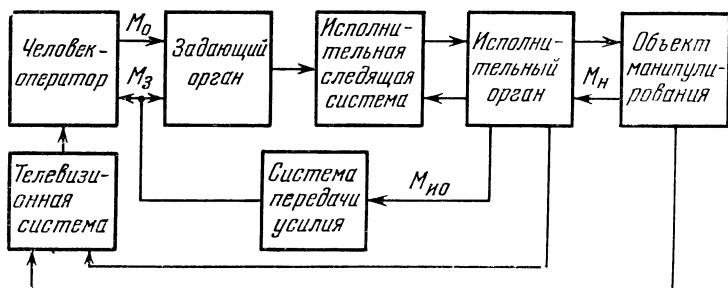 Человек-
оператор
M₀
M₃
Задающий
орган
Исполни-
тельная
следящая
система
Исполни-
тельный
орган
Mн
Объект
манипули-
рования
Телевизи-
онная
система
Система
передачи
усилия
Mио